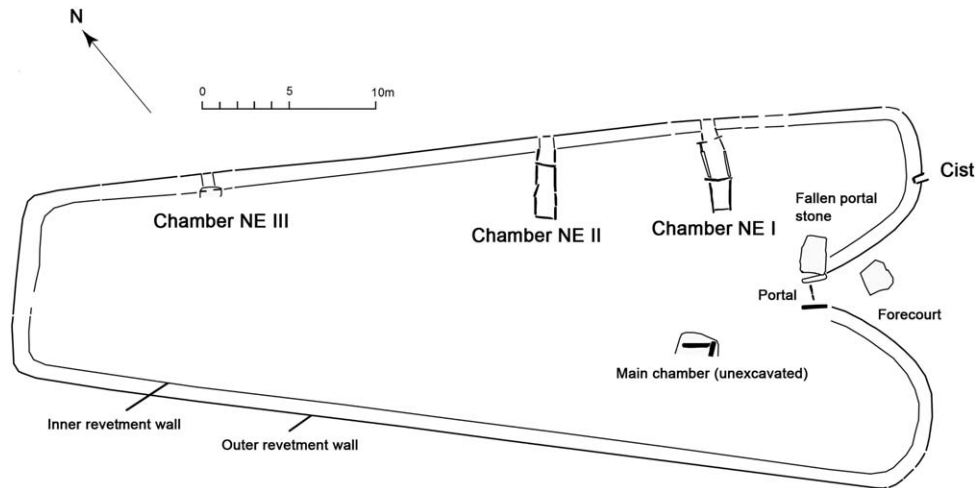 N
0 5 10m
Cist
Fallen portal
stone
Chamber NE III
Chamber NE II
Chamber NE I
Portal
Forecourt
Main chamber (unexcavated)
Inner revetment wall
Outer revetment wall